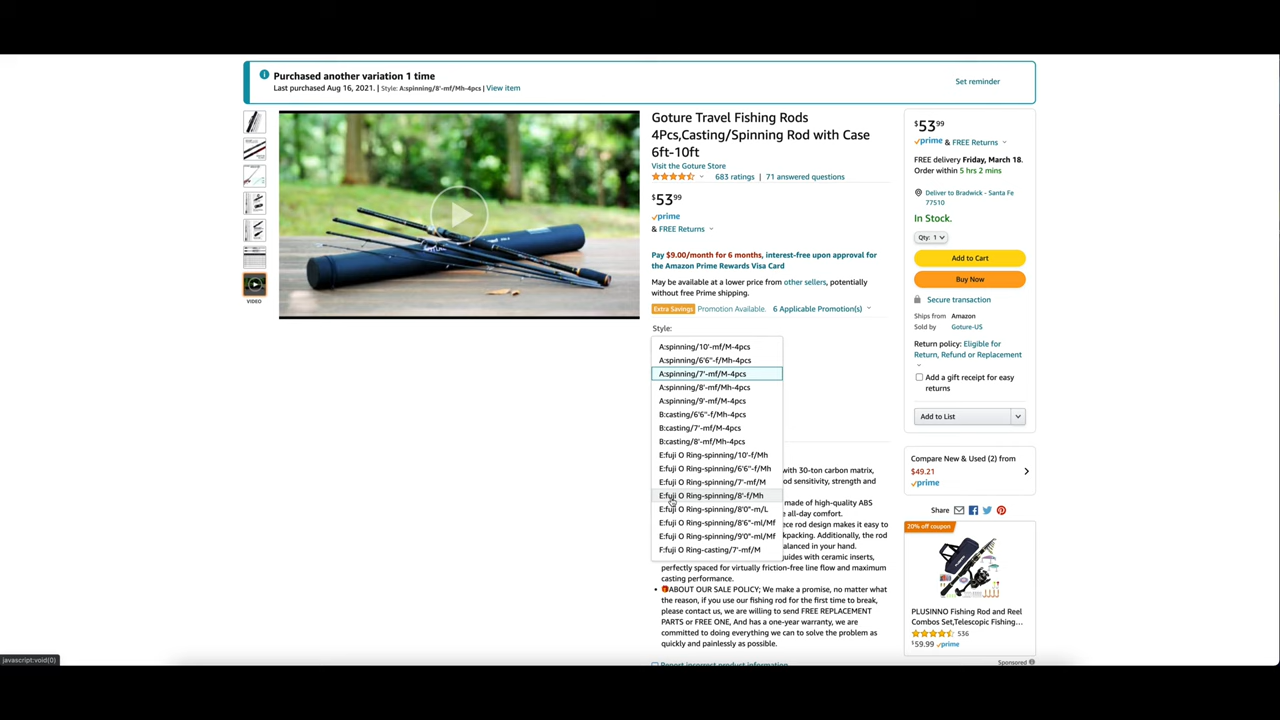 Purchased another variation 1 time
Last purchased Aug 16, 2021. | Style: A:spinning/8'-mf/Mh-4pcs | View item
Set reminder
VIDEO
Goture Travel Fishing Rods
4Pcs,Casting/Spinning Rod with Case
6ft-10ft
Visit the Goture Store
683 ratings | 71 answered questions
$53 99
prime
& FREE Returns
Pay $9.00/month for 6 months, interest-free upon approval for
the Amazon Prime Rewards Visa Card
May be available at a lower price from other sellers, potentially
without free Prime shipping.
Extra Savings Promotion Available. 6 Applicable Promotion(s)
Style:
A:spinning/10'-mf/M-4pcs
A:spinning/6'6"-f/Mh-4pcs
A:spinning/7'-mf/M-4pcs
A:spinning/8'-mf/Mh-4pcs
A:spinning/9'-mf/M-4pcs
B:casting/6'6"-f/Mh-4pcs
B:casting/7'-mf/M-4pcs
B:casting/8'-mf/Mh-4pcs
E:fuji O Ring-spinning/10'-f/Mh
E:fuji O Ring-spinning/6'6"-f/Mh
E:fuji O Ring-spinning/7'-mf/M
E:fuji O Ring-spinning/8'-f/Mh
E:fuji O Ring-spinning/8'0"-m/L
E:fuji O Ring-spinning/8'6"-ml/Mf
E:fuji O Ring-spinning/9'0"-ml/Mf
F:fuji O Ring-casting/7'-mf/M
with 30-ton carbon matrix,
od sensitivity, strength and
made of high-quality ABS
e all-day comfort.
ece rod design makes it easy to
kpacking. Additionally, the rod
alanced in your hand.
guides with ceramic inserts,
perfectly spaced for virtually friction-free line flow and maximum
casting performance.
ABOUT OUR SALE POLICY; We make a promise, no matter what
the reason, if you use our fishing rod for the first time to break,
please contact us, we are willing to send FREE REPLACEMENT
PARTS or FREE ONE, And has a one-year warranty, we are
committed to doing everything we can to solve the problem as
quickly and painlessly as possible.
Report incorrect product information
$53 99
prime & FREE Returns
FREE delivery Friday, March 18.
Order within 5 hrs 2 mins
Deliver to Bradwick - Santa Fe
77510
In Stock.
Qty: 1
Add to Cart
Buy Now
Secure transaction
Ships from Amazon
Sold by Goture-US
Return policy: Eligible for
Return, Refund or Replacement
Add a gift receipt for easy
returns
Add to List
Compare New & Used (2) from
$49.21
prime
Share
20% off coupon
PLUSINNO Fishing Rod and Reel
Combos Set,Telescopic Fishing...
536
$59.99 prime
Sponsored
javascript:void(0)